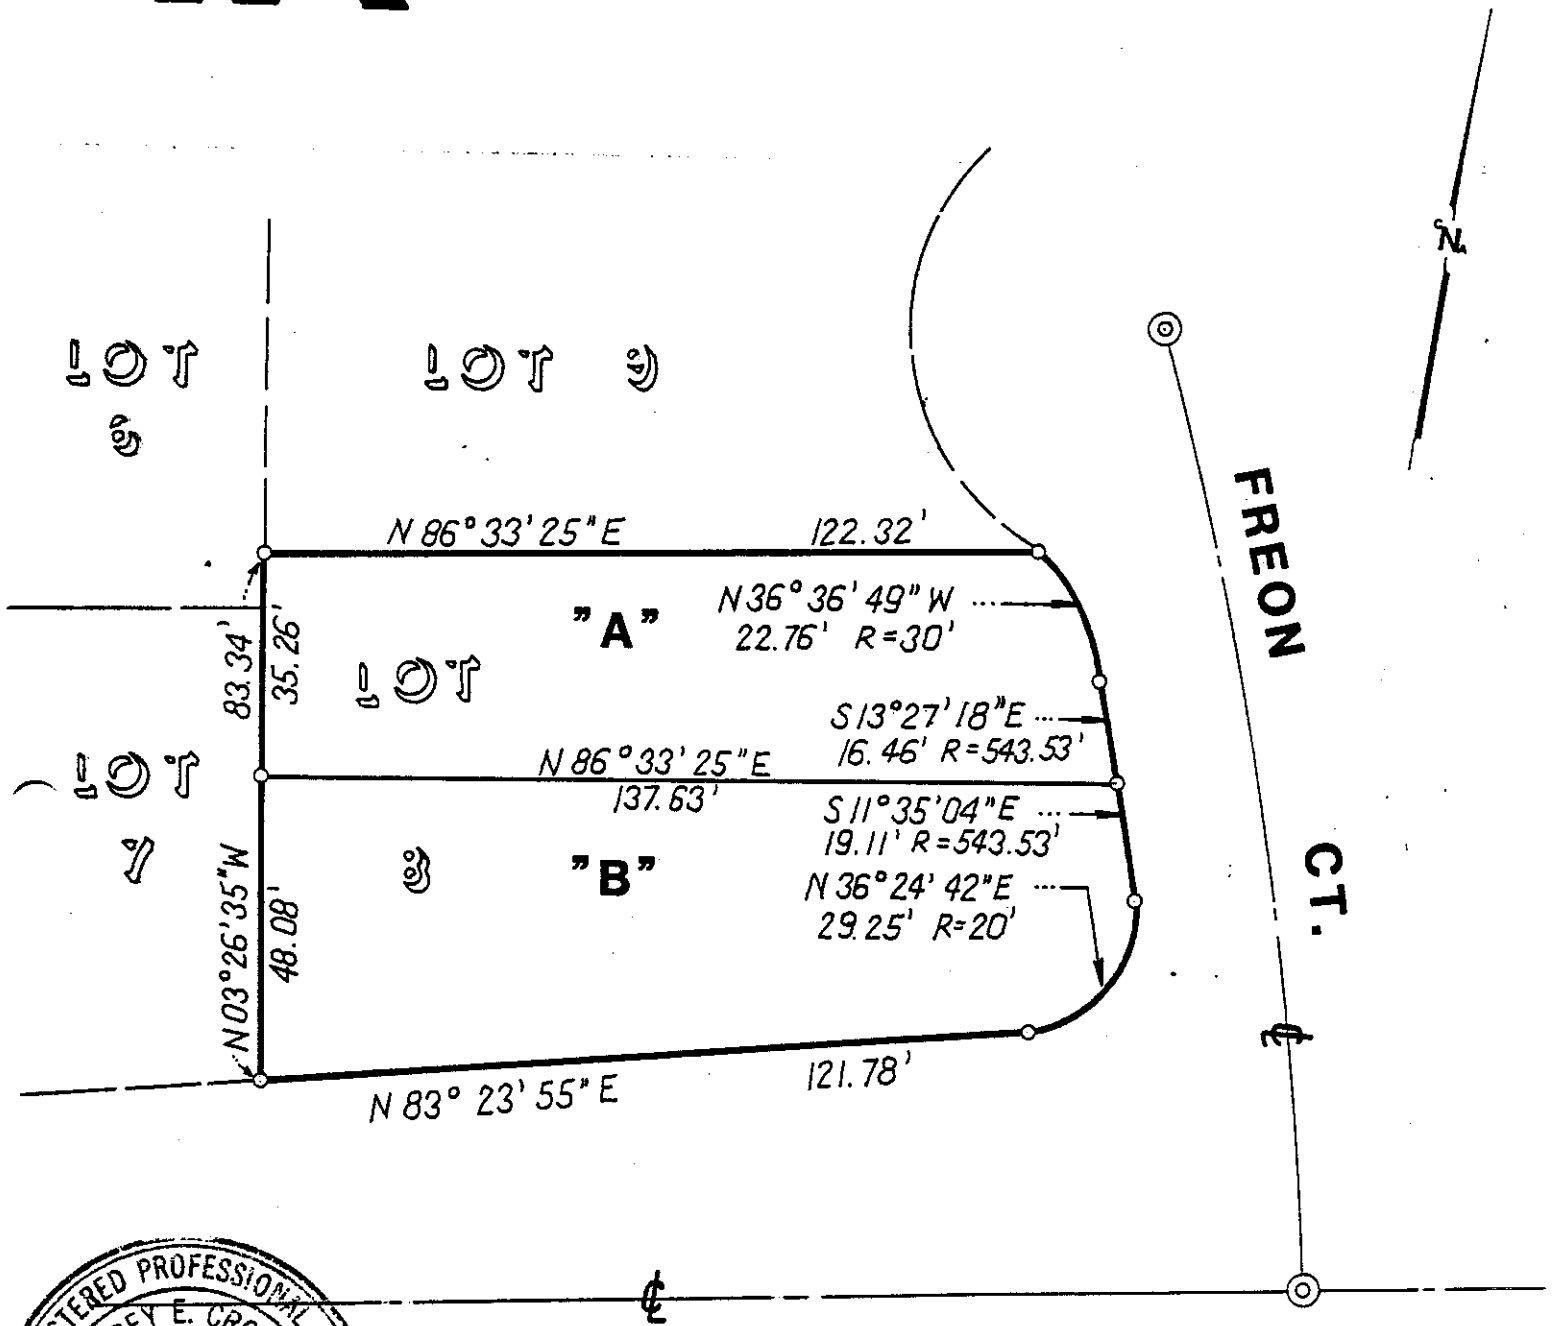 N
LOT
LOT 9
FREON
N 86° 33' 25" E 122.32'
"A"
N 36° 36' 49" W
22.76' R=30'
83.34'
35.26'
LOT
S 13° 27' 18" E
16.46' R=543.53'
N 86° 33' 25" E
137.63'
LOT
7
S 11° 35' 04" E
19.11' R=543.53'
8
"B"
N 36° 24' 42" E
29.25' R=20'
CT.
N 03° 26' 35" W
48.08'
℄
N 83° 23' 55" E 121.78'
℄
PROFESSIONAL
E.